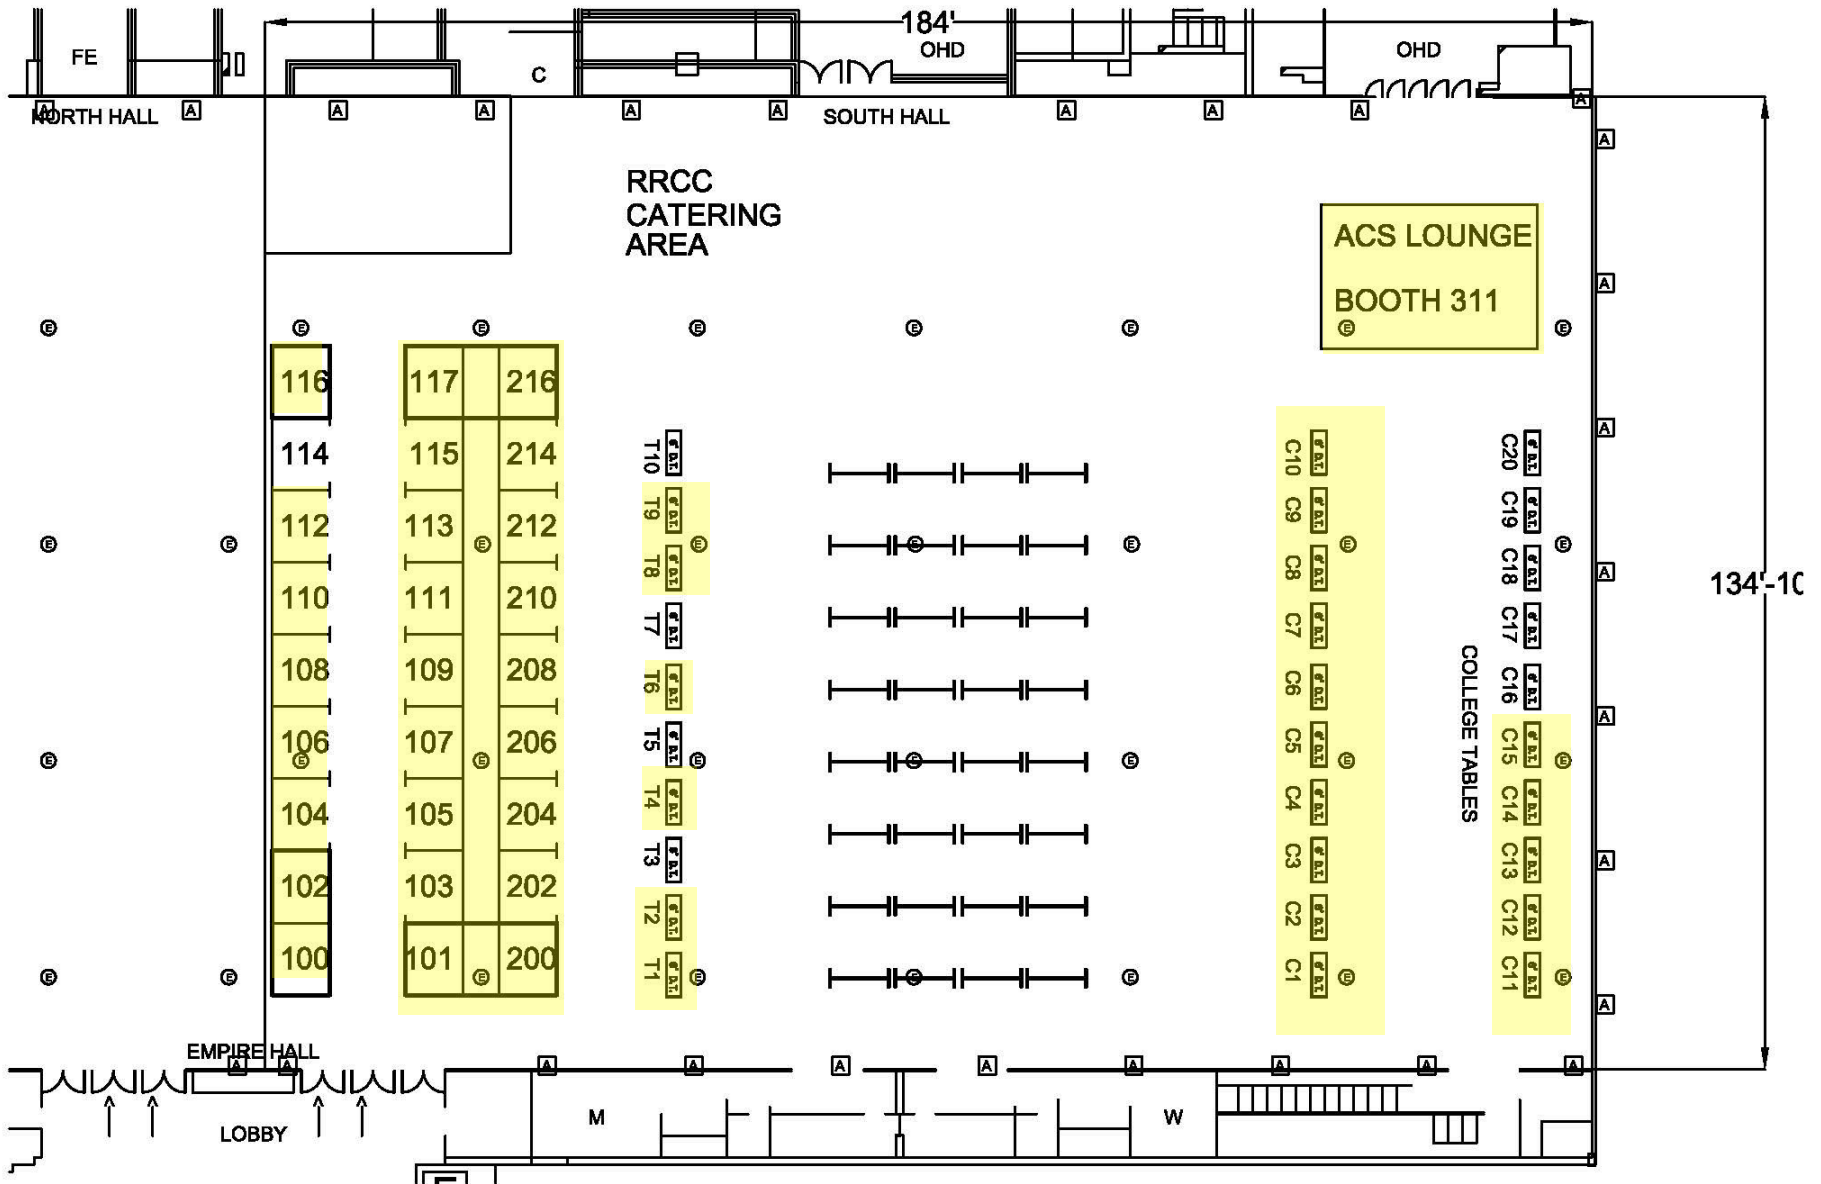 184'
FE
C
OHD
OHD
NORTH HALL
SOUTH HALL
A A A A A A A A A A
RRCC
CATERING
AREA
ACS LOUNGE
BOOTH 311
116 117 216
114 115 214
112 113 212
110 111 210
108 109 208
106 107 206
104 105 204
102 103 202
100 101 200
T10
T9
T8
T7
T6
T5
T4
T3
T2
T1
C10
C9
C8
C7
C6
C5
C4
C3
C2
C1
COLLEGE TABLES
C20
C19
C18
C17
C16
C15
C14
C13
C12
C11
A
A
A
A
A
A
A
134'-10
E E E E E E E E
E E E E E E E
E E E E E E E
E E E E E E E
EMPIRE HALL
A A A A A A A A A A
LOBBY
M
W